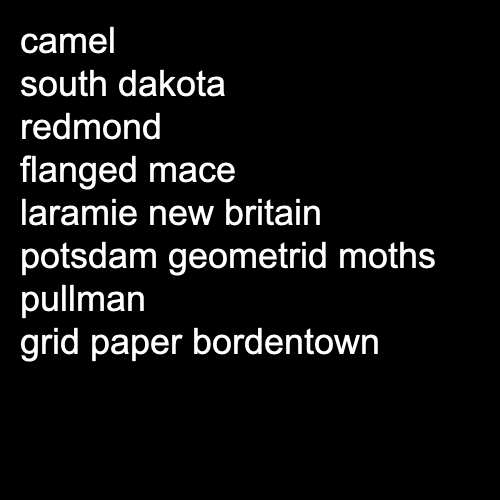 camel
south dakota
redmond
flanged mace
laramie new britain
potsdam geometrid moths
pullman
grid paper bordentown